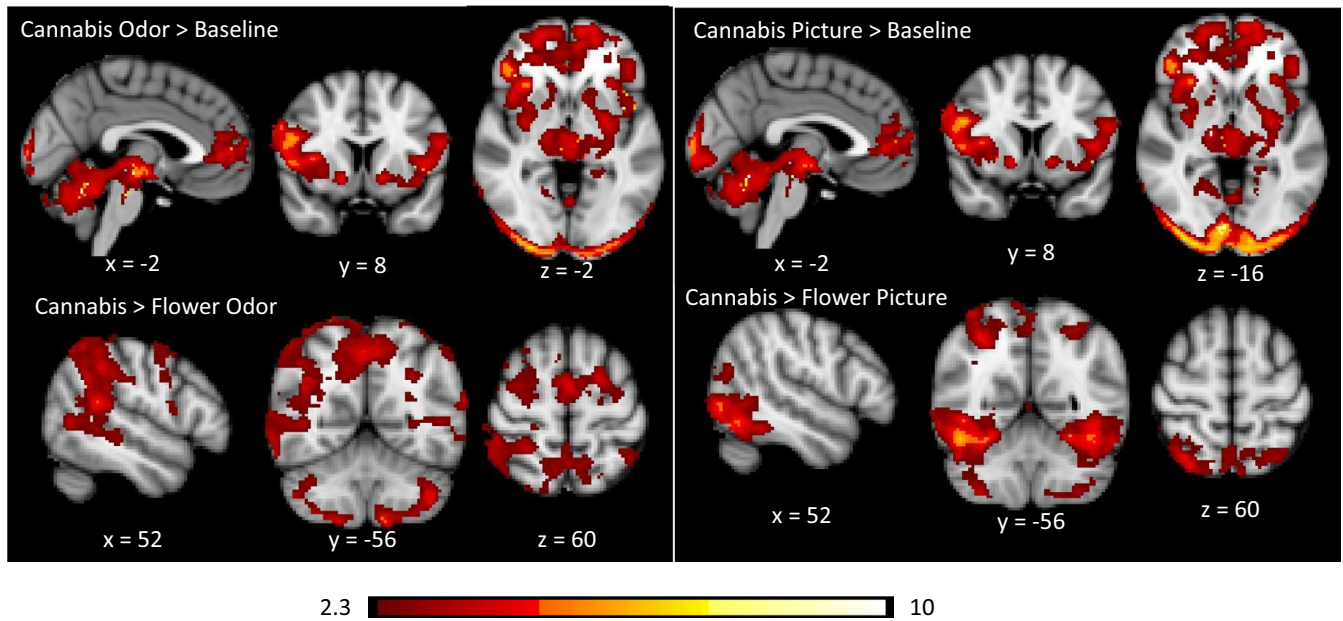 Cannabis Odor > Baseline
x = -2
y = 8
z = -2
Cannabis > Flower Odor
x = 52
y = -56
z = 60
Cannabis Picture > Baseline
x = -2
y = 8
z = -16
Cannabis > Flower Picture
x = 52
y = -56
z = 60
2.3
10